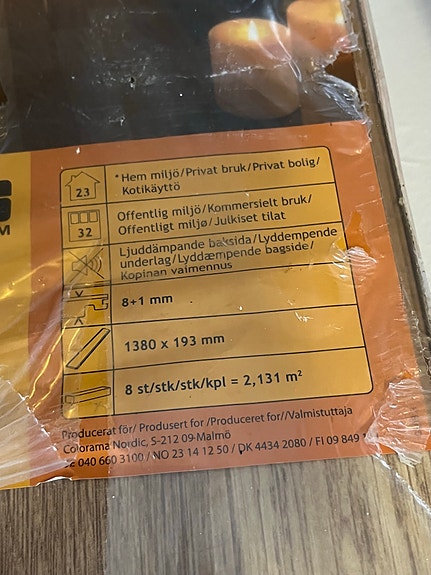 M
23
*Hem miljö/Privat bruk/Privat bolig/
Kotikäyttö
32
Offentlig miljö/Kommersielt bruk/
Offentligt miljø/Julkiset tilat
Ljuddämpande baksida/Lyddempende
underlag/Lyddæmpende bagside/
Kopinan vaimennus
8+1 mm
1380 x 193 mm
8 st/stk/stk/kpl = 2,131 m²
Producerat för/ Produsert for /Produceret for//Valmistuttaja
Colorama Nordic, S-212 09-Malmö
SE 040 660 3100 / NO 23 14 12 50 / DK 4434 2080 / FI 09 849